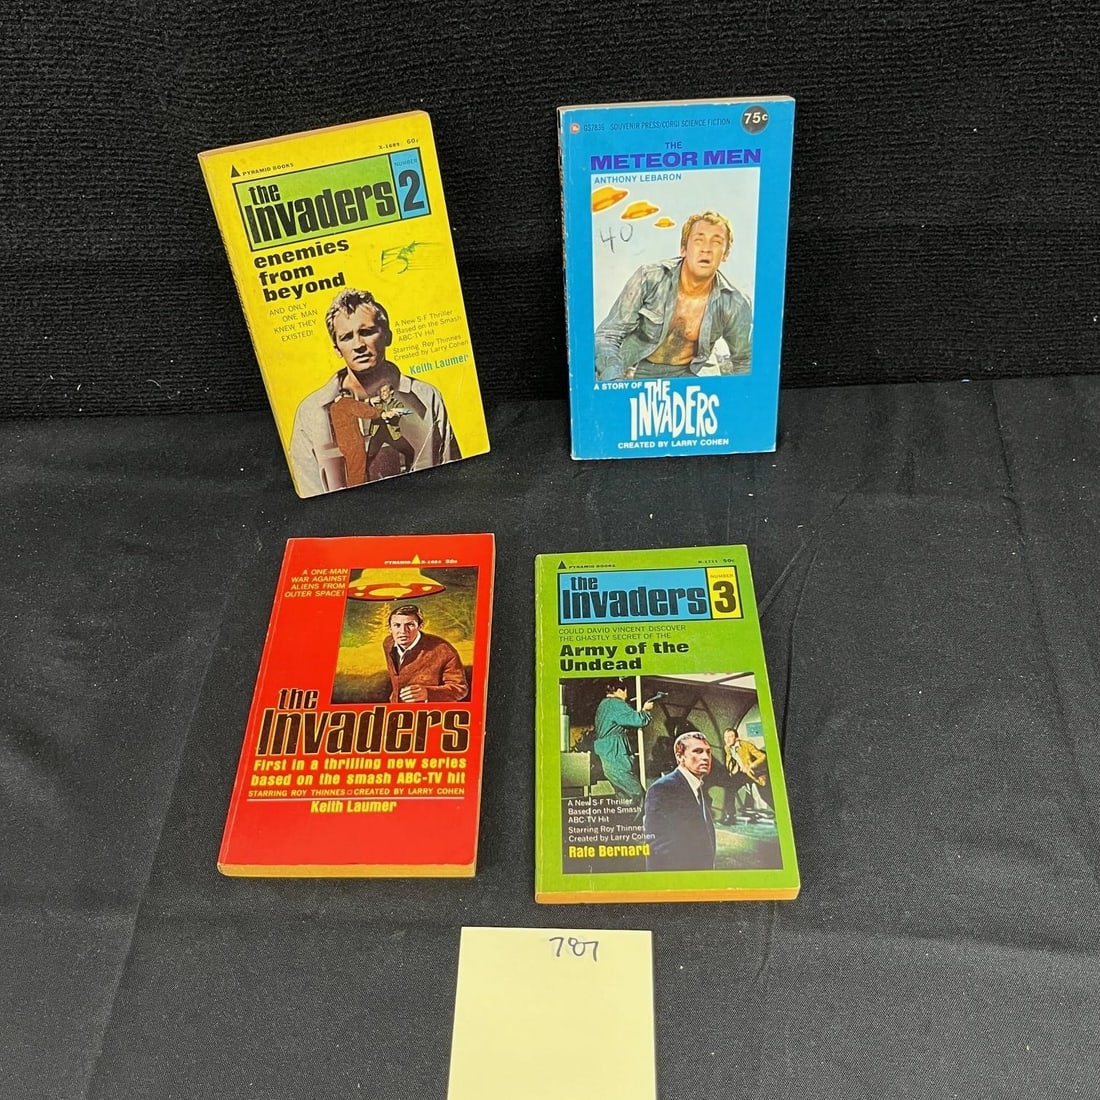 PYRAMID BOOKS
X-1689 60¢
the
invaders
NUMBER
2
enemies
from
beyond
AND ONLY
ONE MAN
KNEW THEY
EXISTED!
A New S-F Thriller
Based on the Smash
ABC-TV Hit
Starring Roy Thinnes
Created by Larry Cohen
Keith Laumer
GS7836 · SOUVENIR PRESS/CORGI SCIENCE FICTION
75¢
THE
METEOR MEN
ANTHONY LEBARON
40
A STORY OF
THE
INVADERS
CREATED BY LARRY COHEN
PYRAMID R-1664 50¢
A ONE-MAN
WAR AGAINST
ALIENS FROM
OUTER SPACE!
the
invaders
First in a thrilling new series
based on the smash ABC-TV hit
STARRING ROY THINNES CREATED BY LARRY COHEN
Keith Laumer
PYRAMID BOOKS
R-1711 50¢
the
invaders
NUMBER
3
COULD DAVID VINCENT DISCOVER
THE GHASTLY SECRET OF THE
Army of the
Undead
A New S-F Thriller
Based on the Smash
ABC-TV Hit
Starring Roy Thinnes
Created by Larry Cohen
Rafe Bernard
787